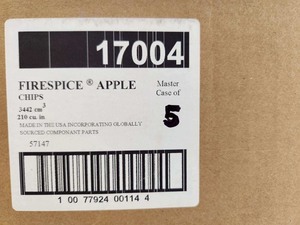 17004
FIRESPICE ® APPLE
CHIPS
Master
Case of
5
3442 cm3
210 cu. in
MADE IN THE USA INCORPORATING GLOBALLY
SOURCED COMPONANT PARTS
57147
1 00 77924 00114 4